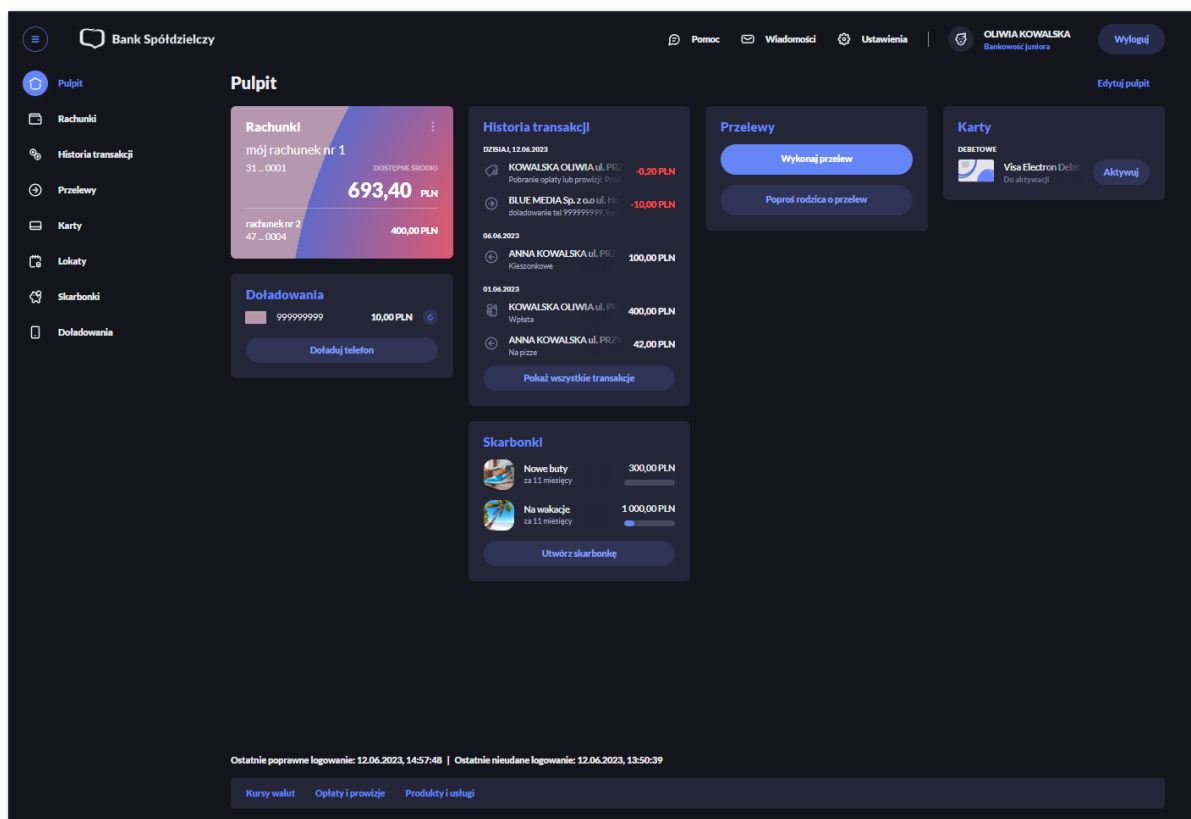 Bank Spółdzielczy
Pomoc
Wiadomości
Ustawienia
OLIWIA KOWALSKA
Bankowość juniora
Wyloguj
Pulpit
Rachunki
Historia transakcji
Przelewy
Karty
Lokaty
Skarbonki
Doładowania
Pulpit
Edytuj pulpit
Rachunki
mój rachunek nr 1
31 ... 0001
DOSTĘPNE ŚRODKI
693,40 PLN
rachunek nr 2
47 ... 0004
400,00 PLN
Doładowania
999999999
10,00 PLN
Doładuj telefon
Historia transakcji
DZISIAJ, 12.06.2023
KOWALSKA OLIWIA ul. PRZ
-0,20 PLN
Pobranie opłaty lub prowizji: Prze
BLUE MEDIA Sp. z o.o ul. Ha
-10,00 PLN
doladowanie tel 999999999,
06.06.2023
ANNA KOWALSKA ul. PRZ
100,00 PLN
Kieszonkowe
01.06.2023
KOWALSKA OLIWIA ul. PR
400,00 PLN
Wpłata
ANNA KOWALSKA ul. PRZY
42,00 PLN
Na pizze
Pokaż wszystkie transakcje
Skarbonki
Nowe buty
300,00 PLN
za 11 miesięcy
Na wakacje
1 000,00 PLN
za 11 miesięcy
Utwórz skarbonkę
Przelewy
Wykonaj przelew
Poproś rodzica o przelew
Karty
DEBETOWE
Visa Electron Debit
Do aktywacji
Aktywuj
Ostatnie poprawne logowanie: 12.06.2023, 14:57:48 | Ostatnie nieudane logowanie: 12.06.2023, 13:50:39
Kursy walut
Opłaty i prowizje
Produkty i usługi